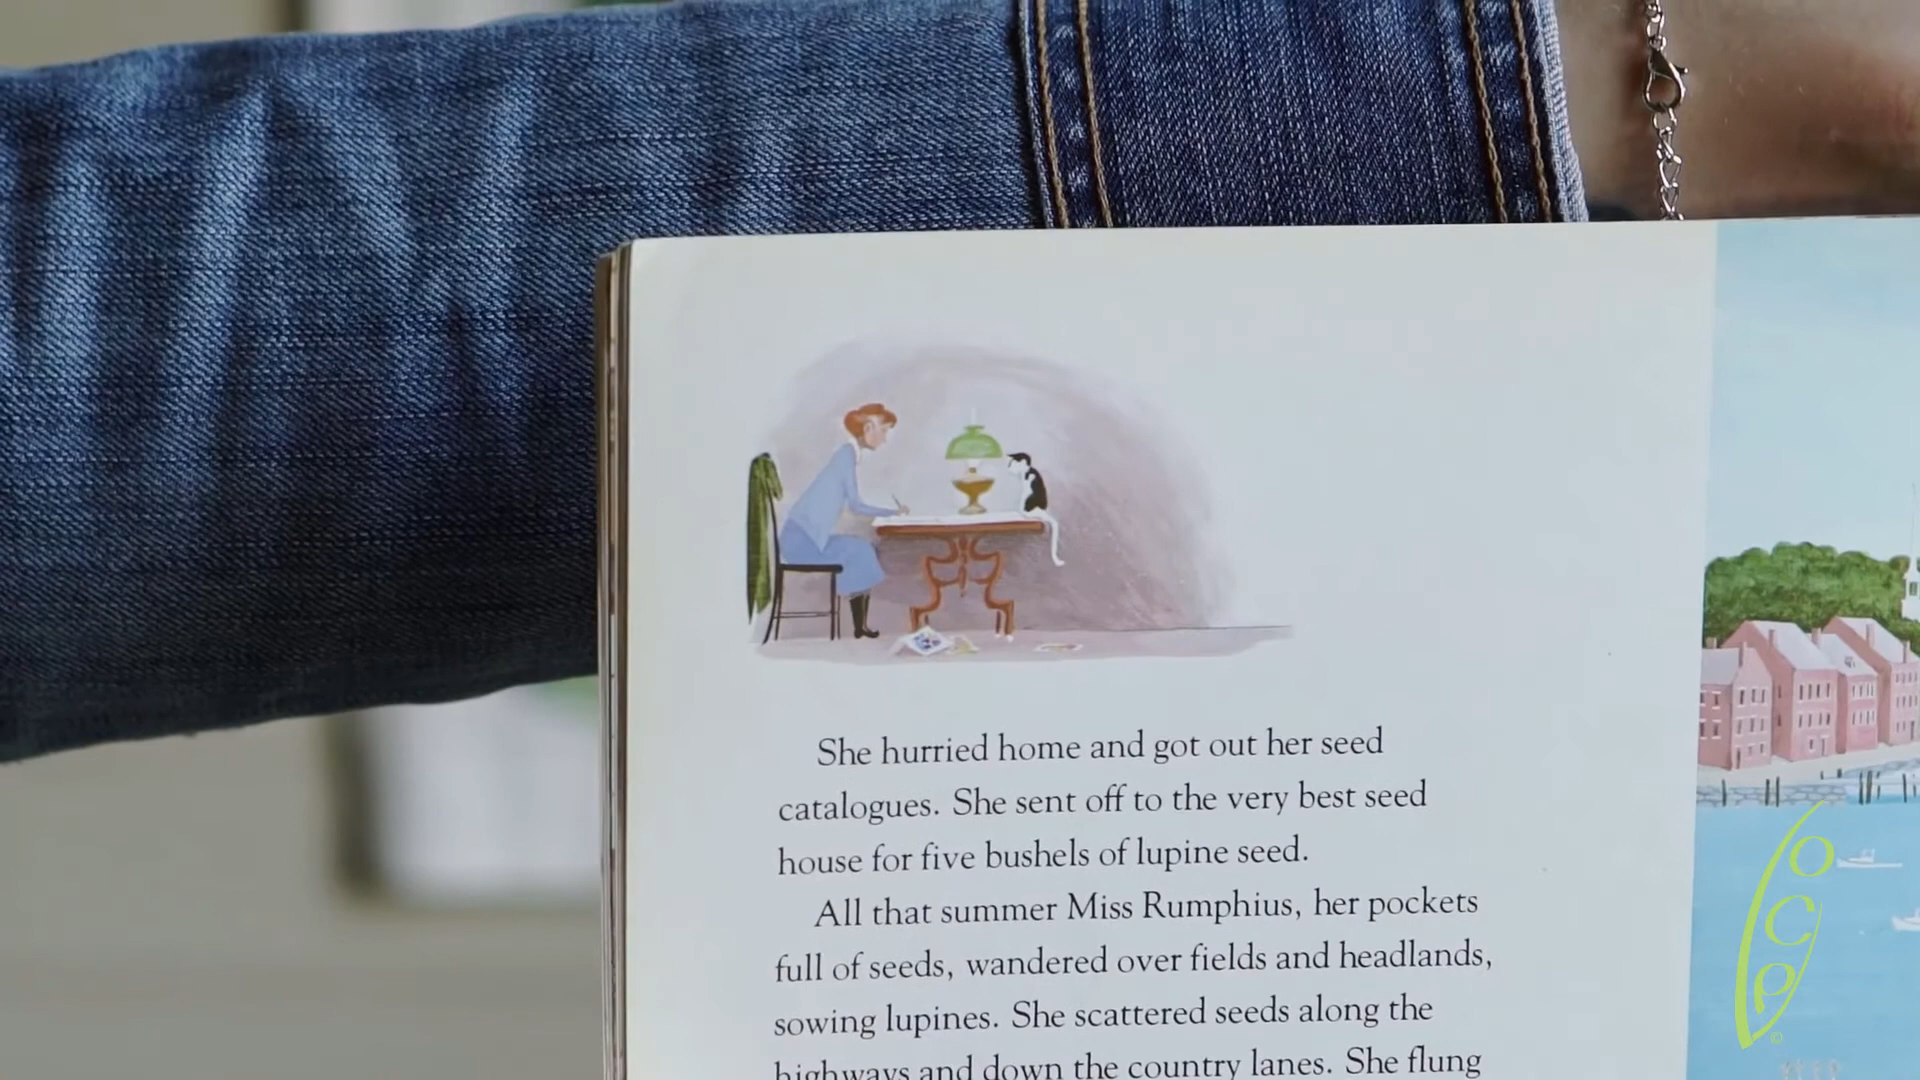 She hurried home and got out her seed
catalogues. She sent off to the very best seed
house for five bushels of lupine seed.
All that summer Miss Rumphius, her pockets
full of seeds, wandered over fields and headlands,
sowing lupines. She scattered seeds along the
highways and down the country lanes. She flung
OCP
©